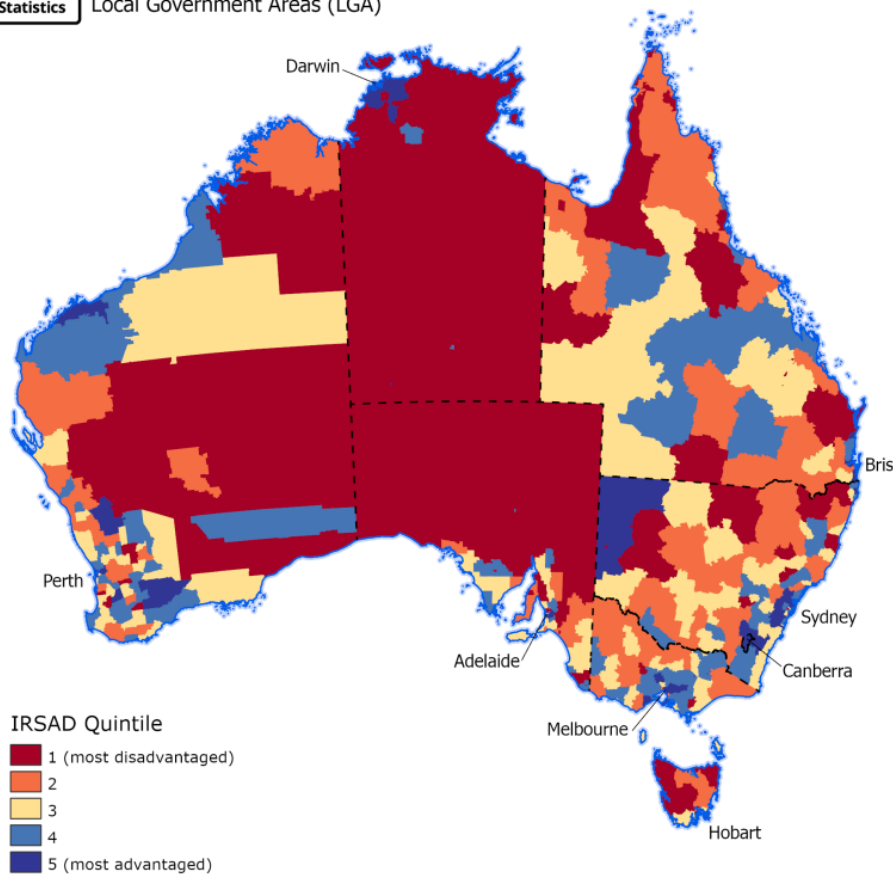 Statistics
Local Government Areas (LGA)
Darwin
Bris
Perth
Sydney
Adelaide
Canberra
Melbourne
Hobart
IRSAD Quintile
1 (most disadvantaged)
2
3
4
5 (most advantaged)